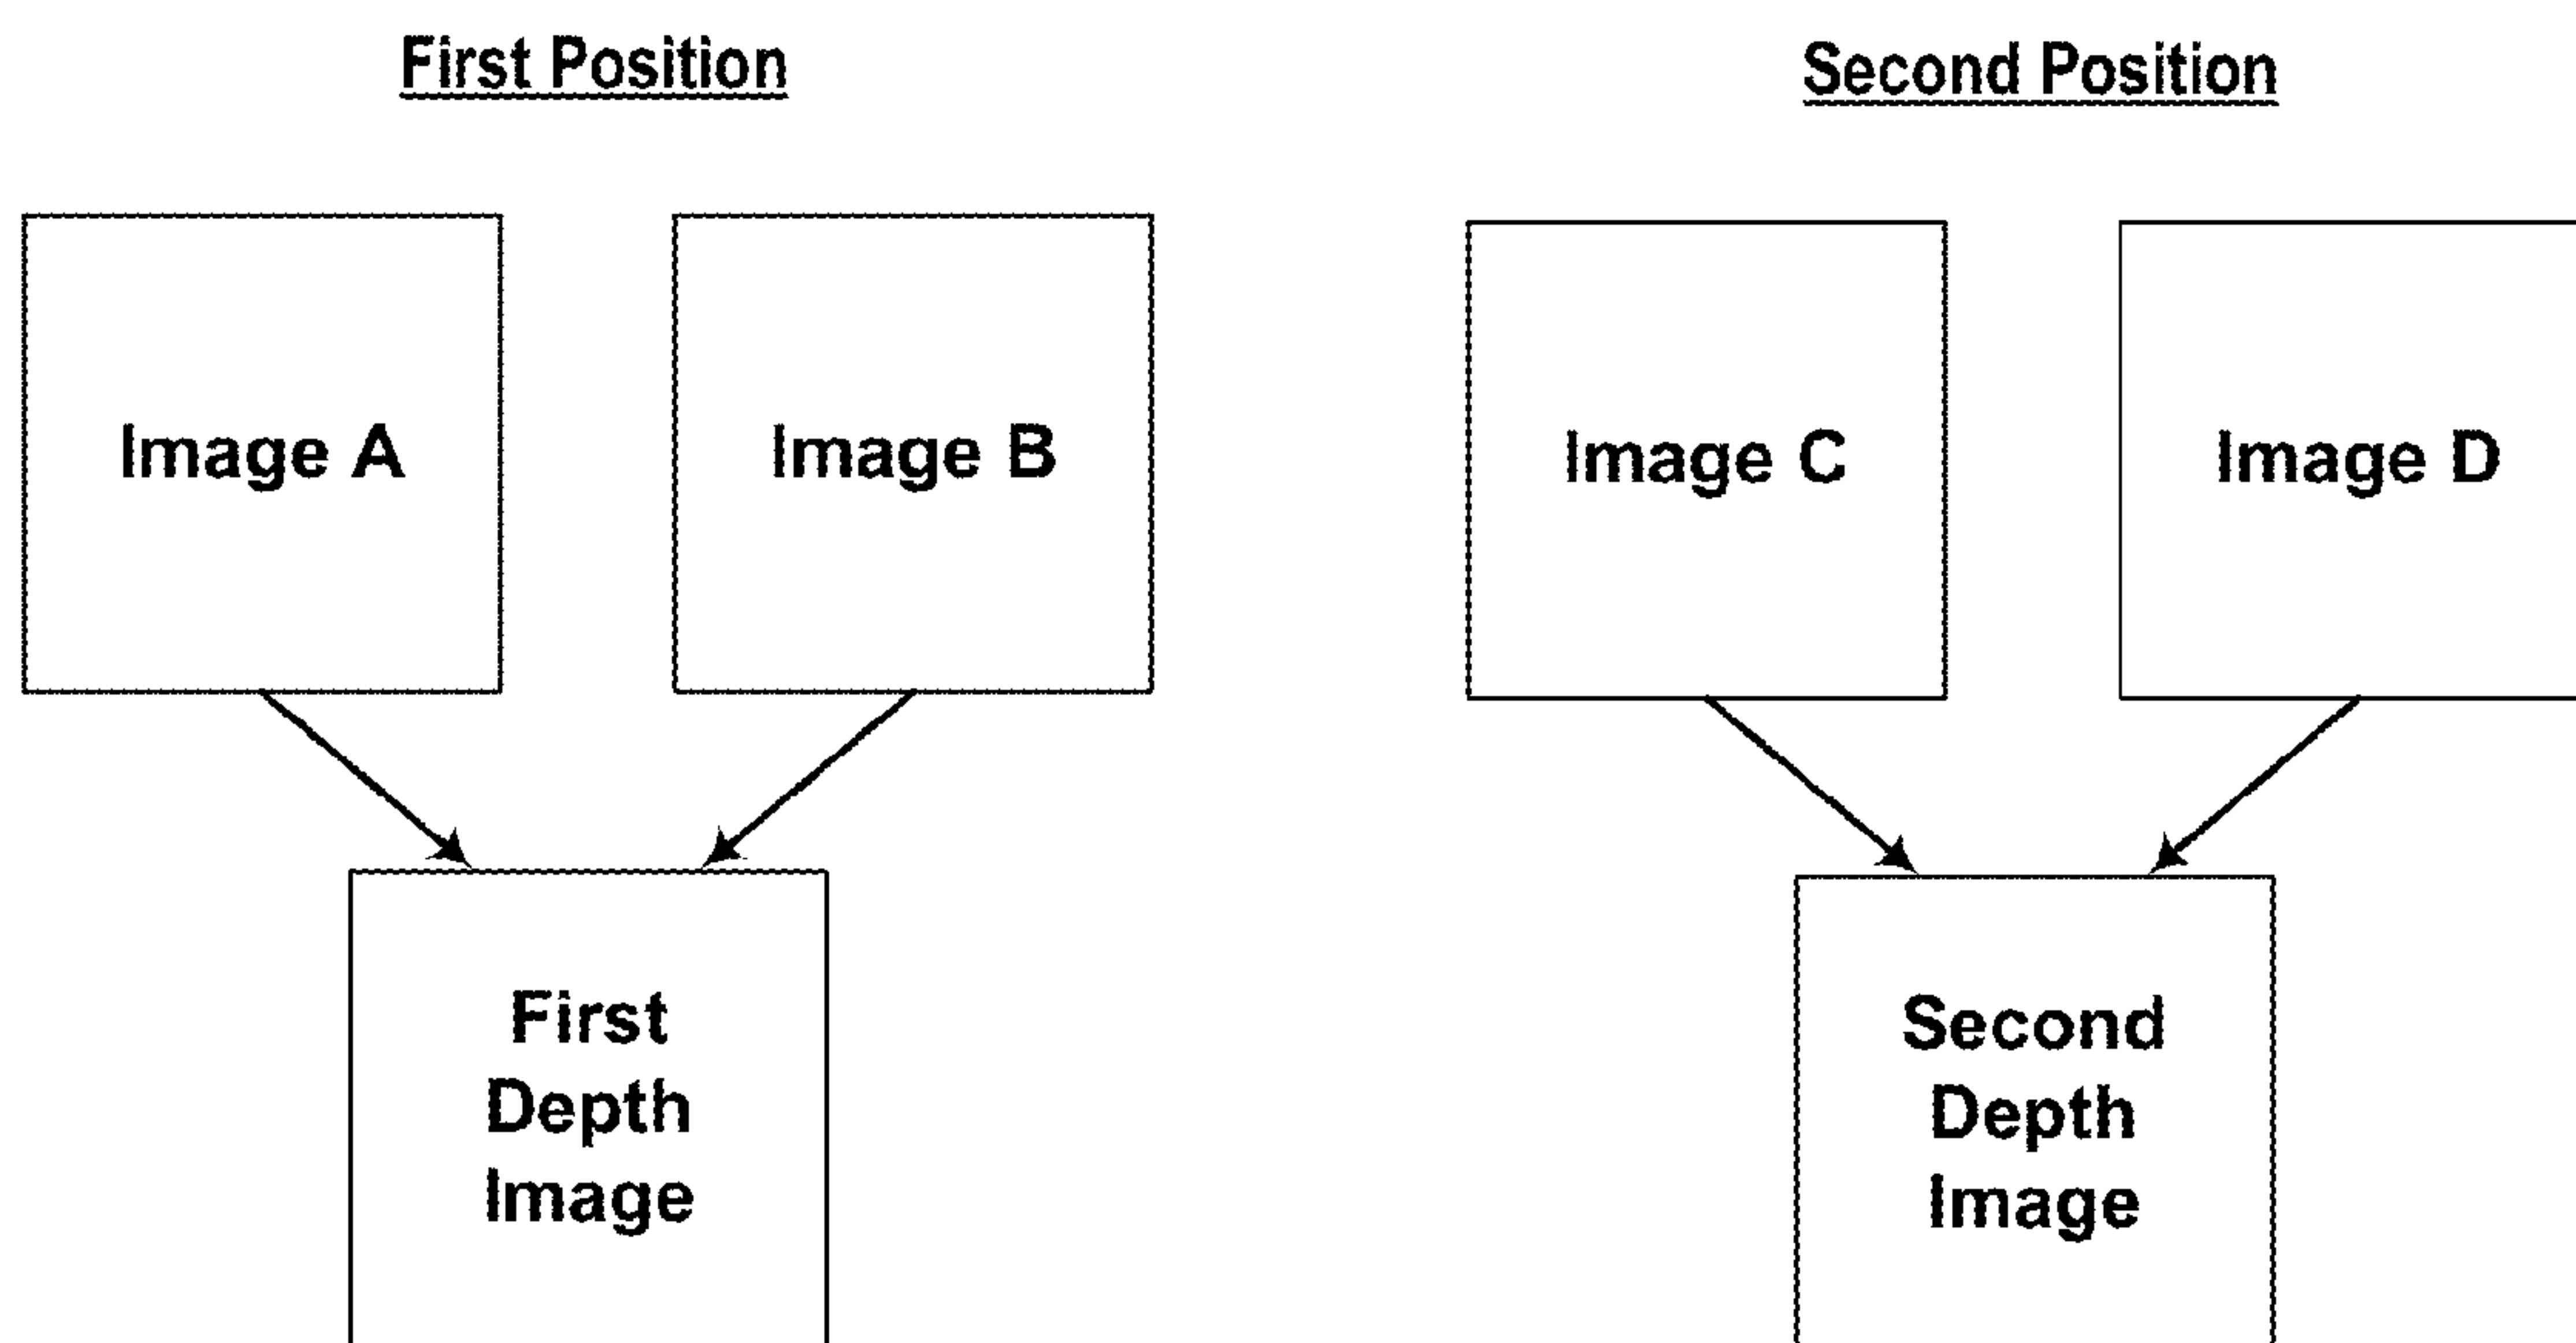 First Position
Second Position
Image A
Image B
Image C
Image D
First
Depth
Image
Second
Depth
Image